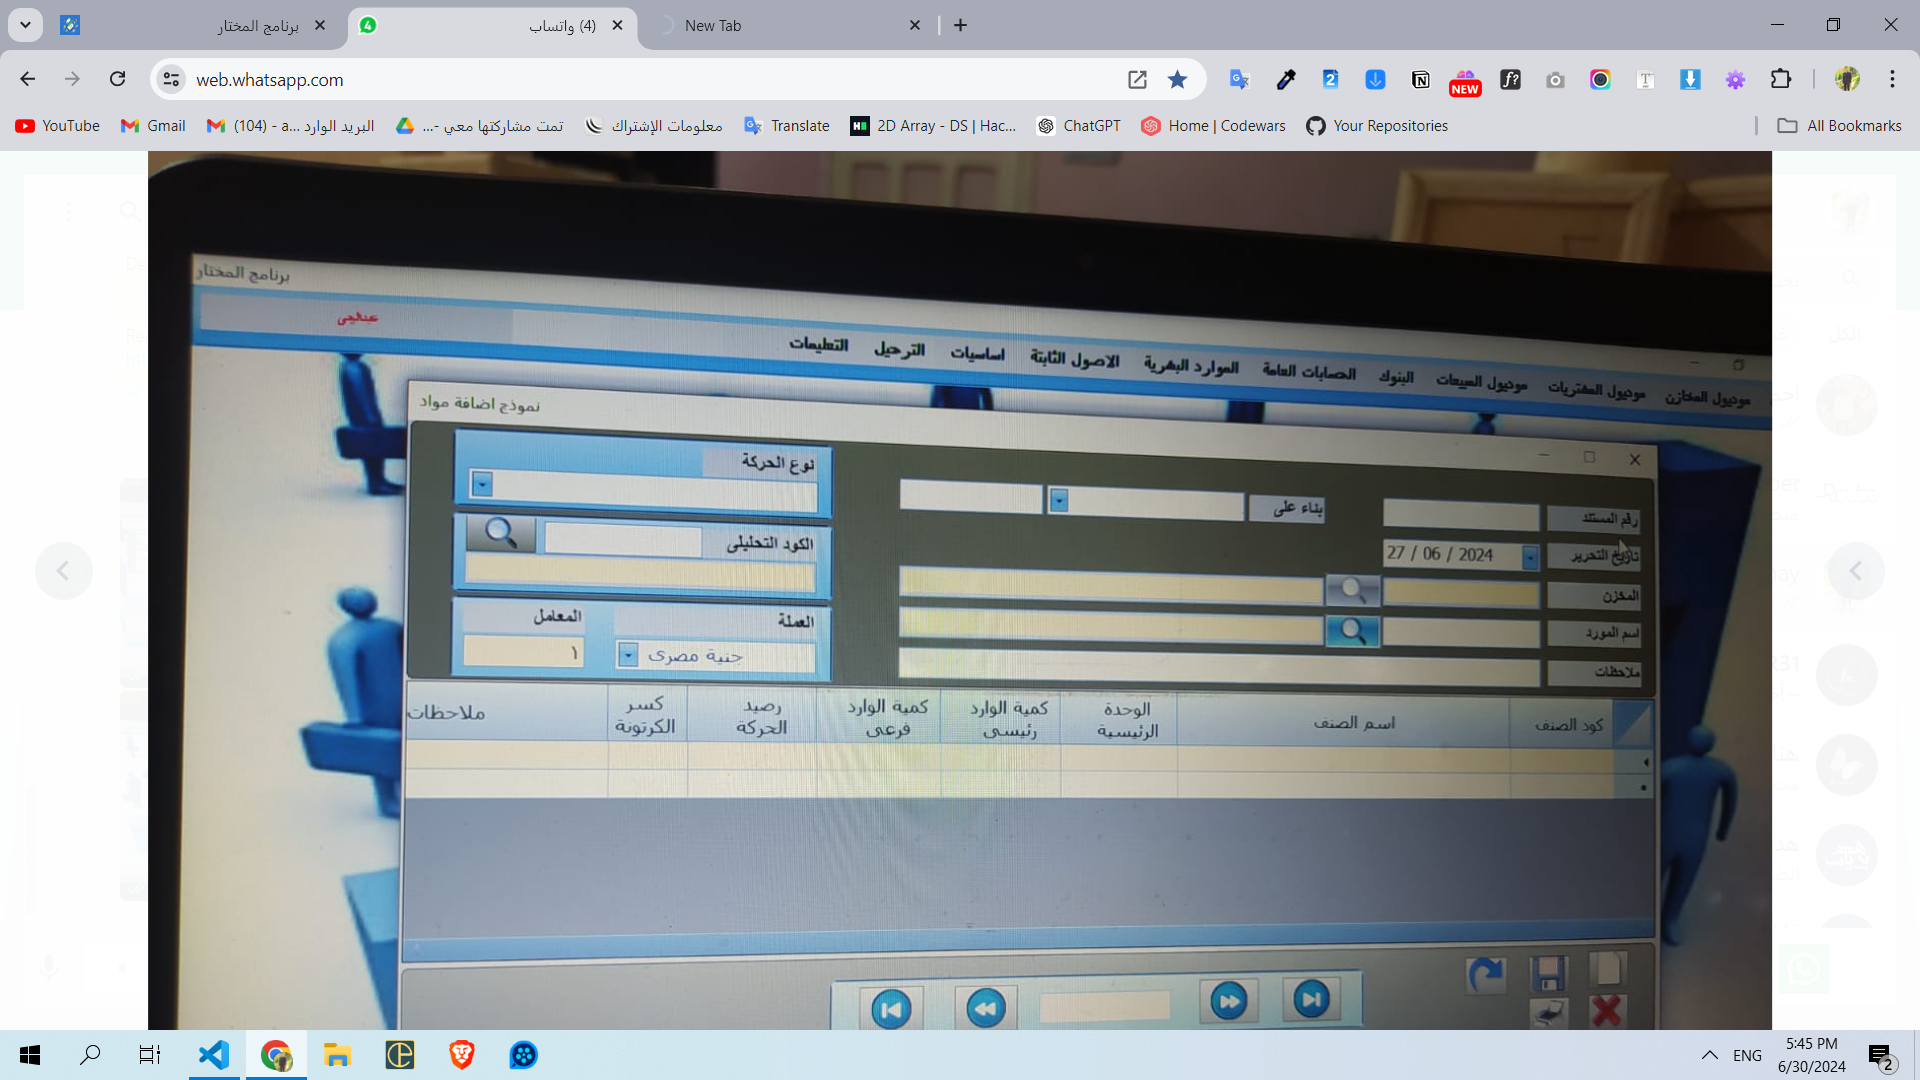 برنامج المختار
(4) واتساب
New Tab
web.whatsapp.com
NEW
YouTube
Gmail
(104) - a... البريد الوارد
تمت مشاركتها معي -...
معلومات الإشتراك
Translate
2D Array - DS | Hac...
ChatGPT
Home | Codewars
Your Repositories
All Bookmarks
برنامج المختار
موديول المخازن
موديول المشتريات
موديول المبيعات
البنوك
الحسابات العامة
الموارد البشرية
الاصول الثابتة
اساسيات
الترحيل
التعليمات
نموذج اضافة مواد
رقم المستند
بناء على
نوع الحركة
تاريخ التحرير
27 / 06 / 2024
الكود التحليلى
المخزن
اسم المورد
العملة
المعامل
جنية مصرى
١
ملاحظات
كود الصنف
اسم الصنف
الوحدة الرئيسية
كمية الوارد رئيسى
كمية الوارد فرعى
رصيد الحركة
كسر الكرتونة
ملاحظات
ENG
5:45 PM
6/30/2024
2